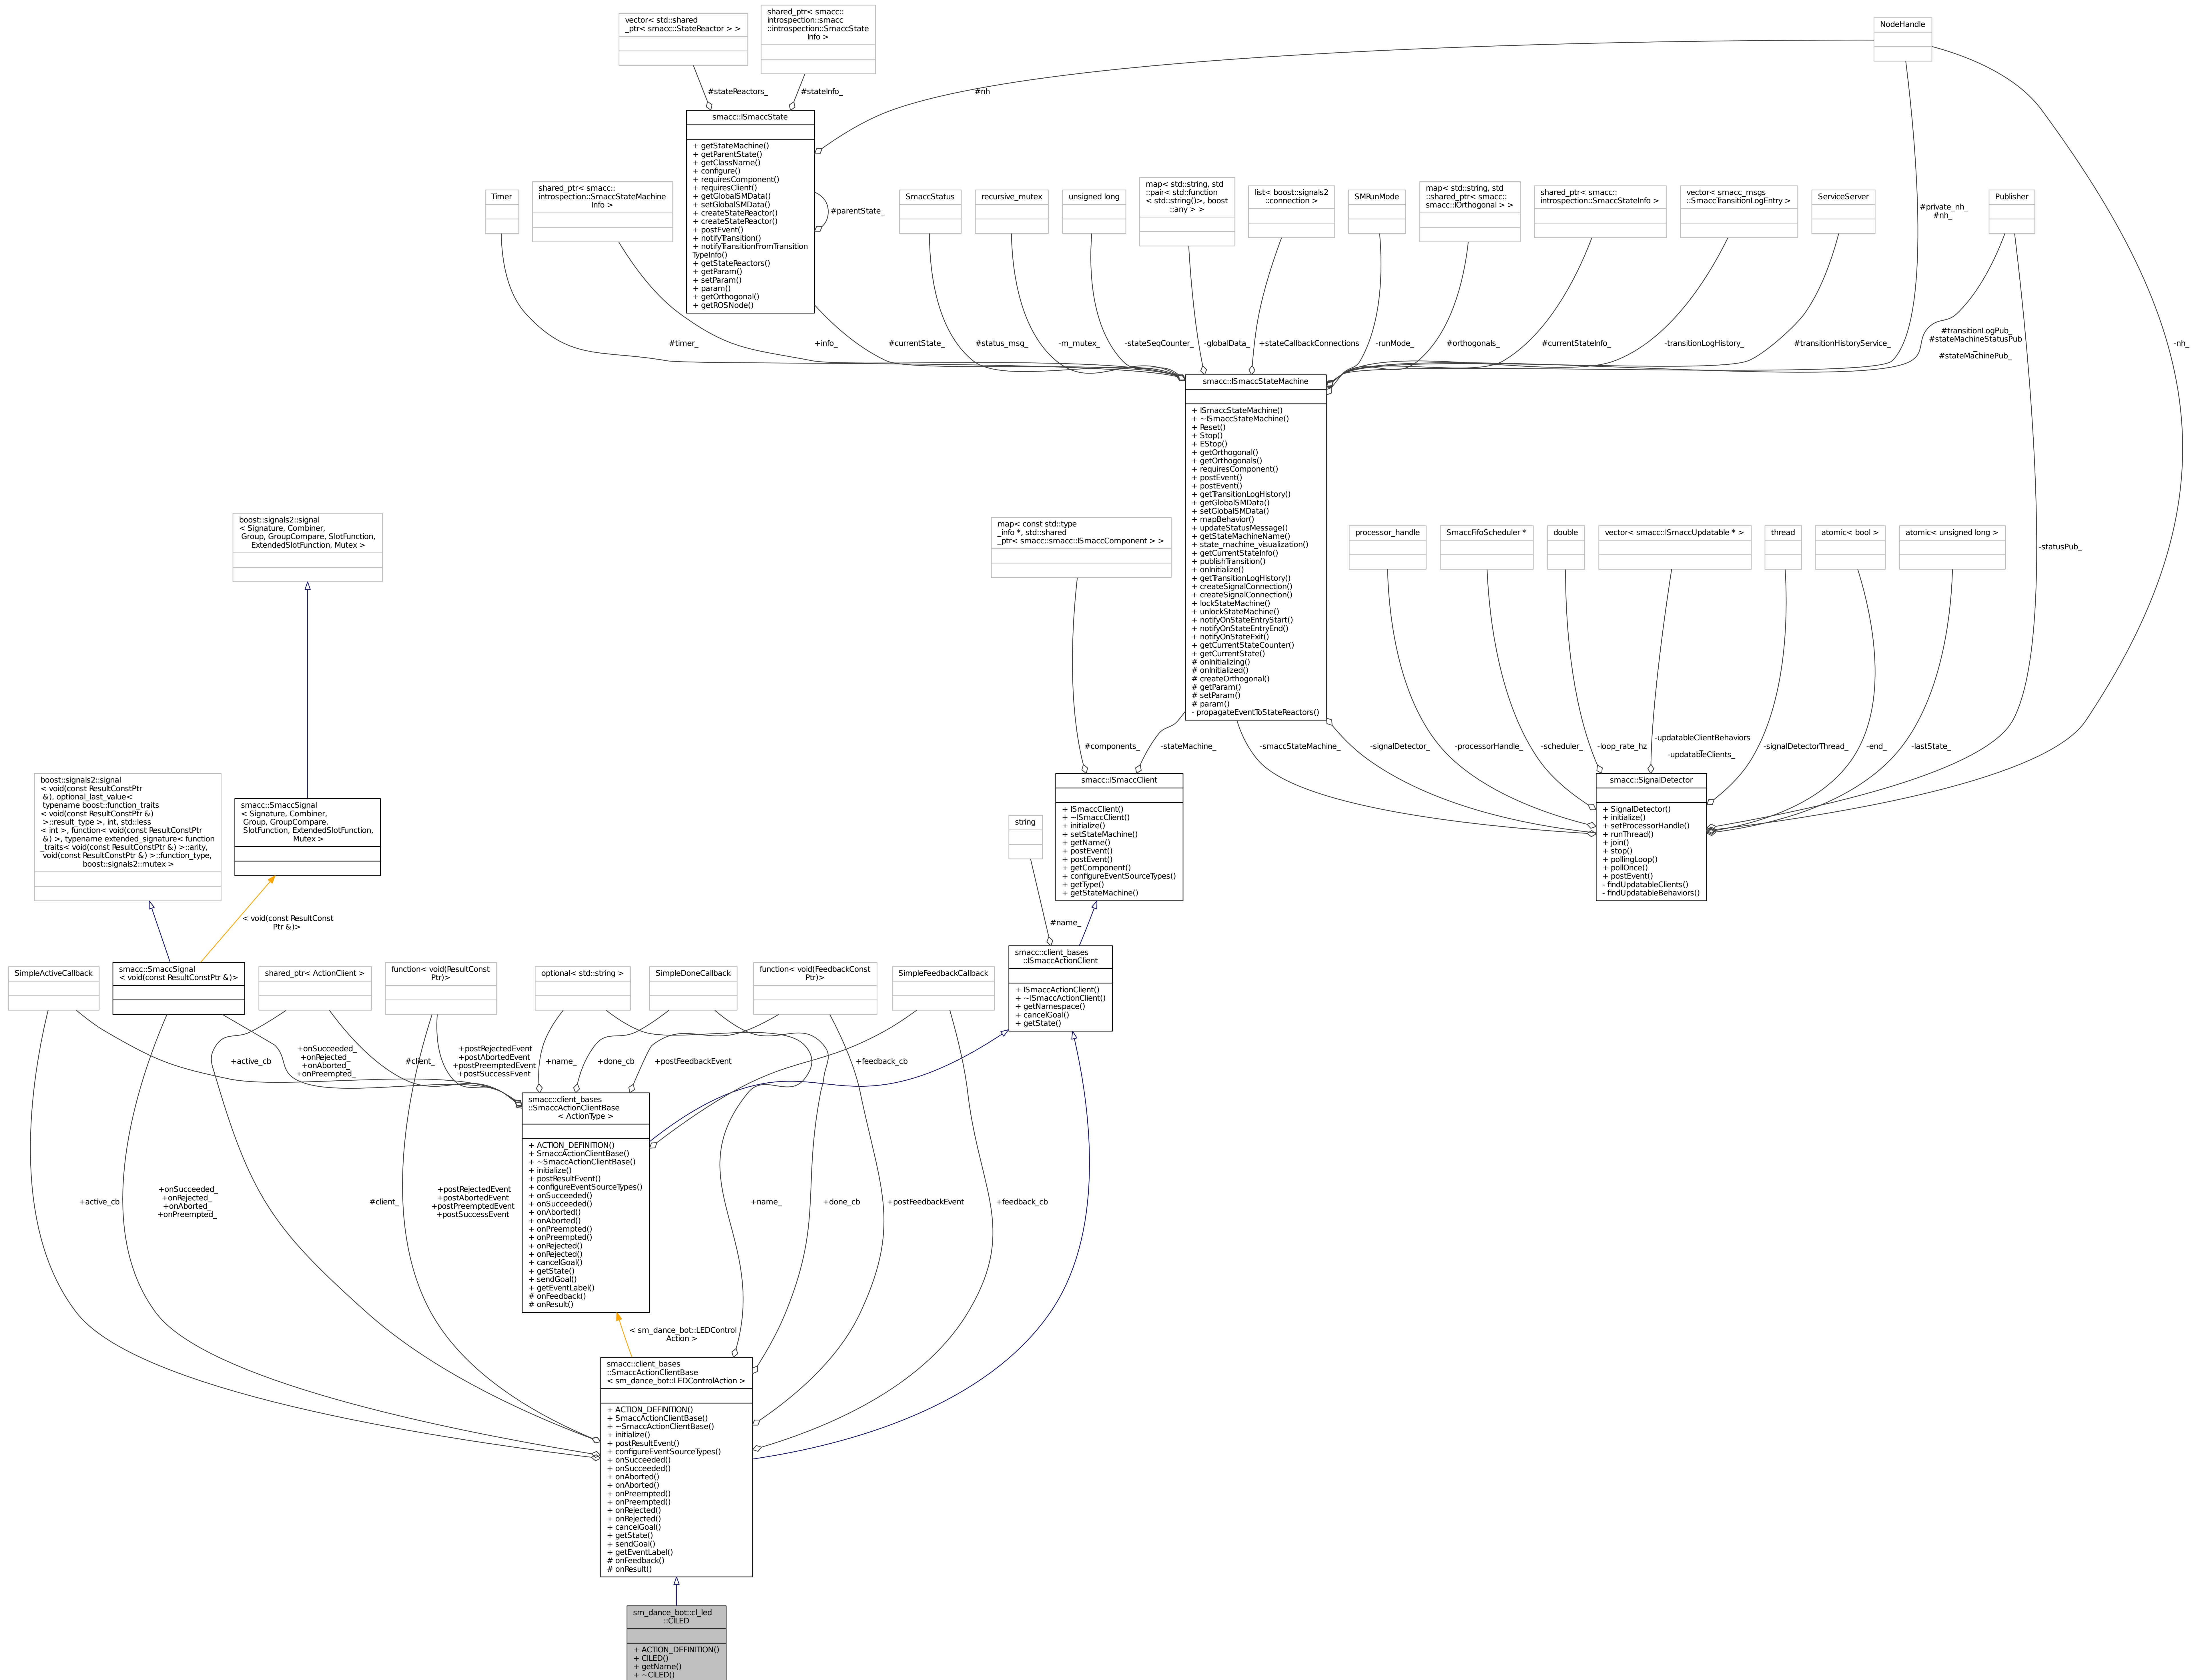 vector< std::shared
_ptr< smacc::StateReactor > >
shared_ptr< smacc::
introspection::smacc
::introspection::SmaccState
Info >
NodeHandle
#stateReactors_
#stateInfo_
#nh
smacc::ISmaccState
+ getStateMachine()
+ getParentState()
+ getClassName()
+ configure()
+ requiresComponent()
+ requiresClient()
+ getGlobalSMData()
+ setGlobalSMData()
+ createStateReactor()
+ createStateReactor()
+ postEvent()
+ notifyTransition()
+ notifyTransitionFromTransition
TypeInfo()
+ getStateReactors()
+ getParam()
+ setParam()
+ param()
+ getOrthogonal()
+ getROSNode()
#parentState_
Timer
shared_ptr< smacc::
introspection::SmaccStateMachine
Info >
SmaccStatus
recursive_mutex
unsigned long
map< std::string, std
::pair< std::function
< std::string()>, boost
::any > >
list< boost::signals2
::connection >
SMRunMode
map< std::string, std
::shared_ptr< smacc::
smacc::IOrthogonal > >
shared_ptr< smacc::
introspection::SmaccStateInfo >
vector< smacc_msgs
::SmaccTransitionLogEntry >
ServiceServer
#private_nh_
#nh_
Publisher
#timer_
+info_
#currentState_
#status_msg_
-m_mutex_
-stateSeqCounter_
-globalData_
+stateCallbackConnections
-runMode_
#orthogonals_
#currentStateInfo_
-transitionLogHistory_
#transitionHistoryService_
#transitionLogPub_
#stateMachineStatusPub
_
#stateMachinePub_
-nh_
smacc::ISmaccStateMachine
+ ISmaccStateMachine()
+ ~ISmaccStateMachine()
+ Reset()
+ Stop()
+ EStop()
+ getOrthogonal()
+ getOrthogonals()
+ requiresComponent()
+ postEvent()
+ postEvent()
+ getTransitionLogHistory()
+ getGlobalSMData()
+ setGlobalSMData()
+ mapBehavior()
+ updateStatusMessage()
+ getStateMachineName()
+ state_machine_visualization()
+ getCurrentStateInfo()
+ publishTransition()
+ onInitialize()
+ getTransitionLogHistory()
+ createSignalConnection()
+ createSignalConnection()
+ lockStateMachine()
+ unlockStateMachine()
+ notifyOnStateEntryStart()
+ notifyOnStateEntryEnd()
+ notifyOnStateExit()
+ getCurrentStateCounter()
+ getCurrentState()
# onInitializing()
# onInitialized()
# createOrthogonal()
# getParam()
# setParam()
# param()
- propagateEventToStateReactors()
boost::signals2::signal
< Signature, Combiner,
Group, GroupCompare, SlotFunction,
ExtendedSlotFunction, Mutex >
map< const std::type
_info *, std::shared
_ptr< smacc::smacc::ISmaccComponent > >
processor_handle
SmaccFifoScheduler *
double
vector< smacc::ISmaccUpdatable * >
thread
atomic< bool >
atomic< unsigned long >
-statusPub_
#components_
-stateMachine_
-smaccStateMachine_
-signalDetector_
-processorHandle_
-scheduler_
-loop_rate_hz
-updatableClientBehaviors
_
-updatableClients_
-signalDetectorThread_
-end_
-lastState_
boost::signals2::signal
< void(const ResultConstPtr
&), optional_last_value<
typename boost::function_traits
< void(const ResultConstPtr &)
>::result_type >, int, std::less
< int >, function< void(const ResultConstPtr
&) >, typename extended_signature< function
_traits< void(const ResultConstPtr &) >::arity,
void(const ResultConstPtr &) >::function_type,
boost::signals2::mutex >
smacc::SmaccSignal
< Signature, Combiner,
Group, GroupCompare,
SlotFunction, ExtendedSlotFunction,
Mutex >
smacc::ISmaccClient
+ ISmaccClient()
+ ~ISmaccClient()
+ initialize()
+ setStateMachine()
+ getName()
+ postEvent()
+ postEvent()
+ getComponent()
+ configureEventSourceTypes()
+ getType()
+ getStateMachine()
smacc::SignalDetector
+ SignalDetector()
+ initialize()
+ setProcessorHandle()
+ runThread()
+ join()
+ stop()
+ pollingLoop()
+ pollOnce()
+ postEvent()
- findUpdatableClients()
- findUpdatableBehaviors()
string
< void(const ResultConst
Ptr &)>
#name_
SimpleActiveCallback
smacc::SmaccSignal
< void(const ResultConstPtr &)>
shared_ptr< ActionClient >
function< void(ResultConst
Ptr)>
optional< std::string >
SimpleDoneCallback
function< void(FeedbackConst
Ptr)>
SimpleFeedbackCallback
smacc::client_bases
::ISmaccActionClient
+ ISmaccActionClient()
+ ~ISmaccActionClient()
+ getNamespace()
+ cancelGoal()
+ getState()
+active_cb
+onSucceeded_
+onRejected_
+onAborted_
+onPreempted_
#client_
+postRejectedEvent
+postAbortedEvent
+postPreemptedEvent
+postSuccessEvent
+name_
+done_cb
+postFeedbackEvent
+feedback_cb
smacc::client_bases
::SmaccActionClientBase
< ActionType >
+ ACTION_DEFINITION()
+ SmaccActionClientBase()
+ ~SmaccActionClientBase()
+ initialize()
+ postResultEvent()
+ configureEventSourceTypes()
+ onSucceeded()
+ onSucceeded()
+ onAborted()
+ onAborted()
+ onPreempted()
+ onPreempted()
+ onRejected()
+ onRejected()
+ cancelGoal()
+ getState()
+ sendGoal()
+ getEventLabel()
# onFeedback()
# onResult()
+active_cb
+onSucceeded_
+onRejected_
+onAborted_
+onPreempted_
#client_
+postRejectedEvent
+postAbortedEvent
+postPreemptedEvent
+postSuccessEvent
+name_
+done_cb
+postFeedbackEvent
+feedback_cb
< sm_dance_bot::LEDControl
Action >
smacc::client_bases
::SmaccActionClientBase
< sm_dance_bot::LEDControlAction >
+ ACTION_DEFINITION()
+ SmaccActionClientBase()
+ ~SmaccActionClientBase()
+ initialize()
+ postResultEvent()
+ configureEventSourceTypes()
+ onSucceeded()
+ onSucceeded()
+ onAborted()
+ onAborted()
+ onPreempted()
+ onPreempted()
+ onRejected()
+ onRejected()
+ cancelGoal()
+ getState()
+ sendGoal()
+ getEventLabel()
# onFeedback()
# onResult()
sm_dance_bot::cl_led
::ClLED
+ ACTION_DEFINITION()
+ ClLED()
+ getName()
+ ~ClLED()